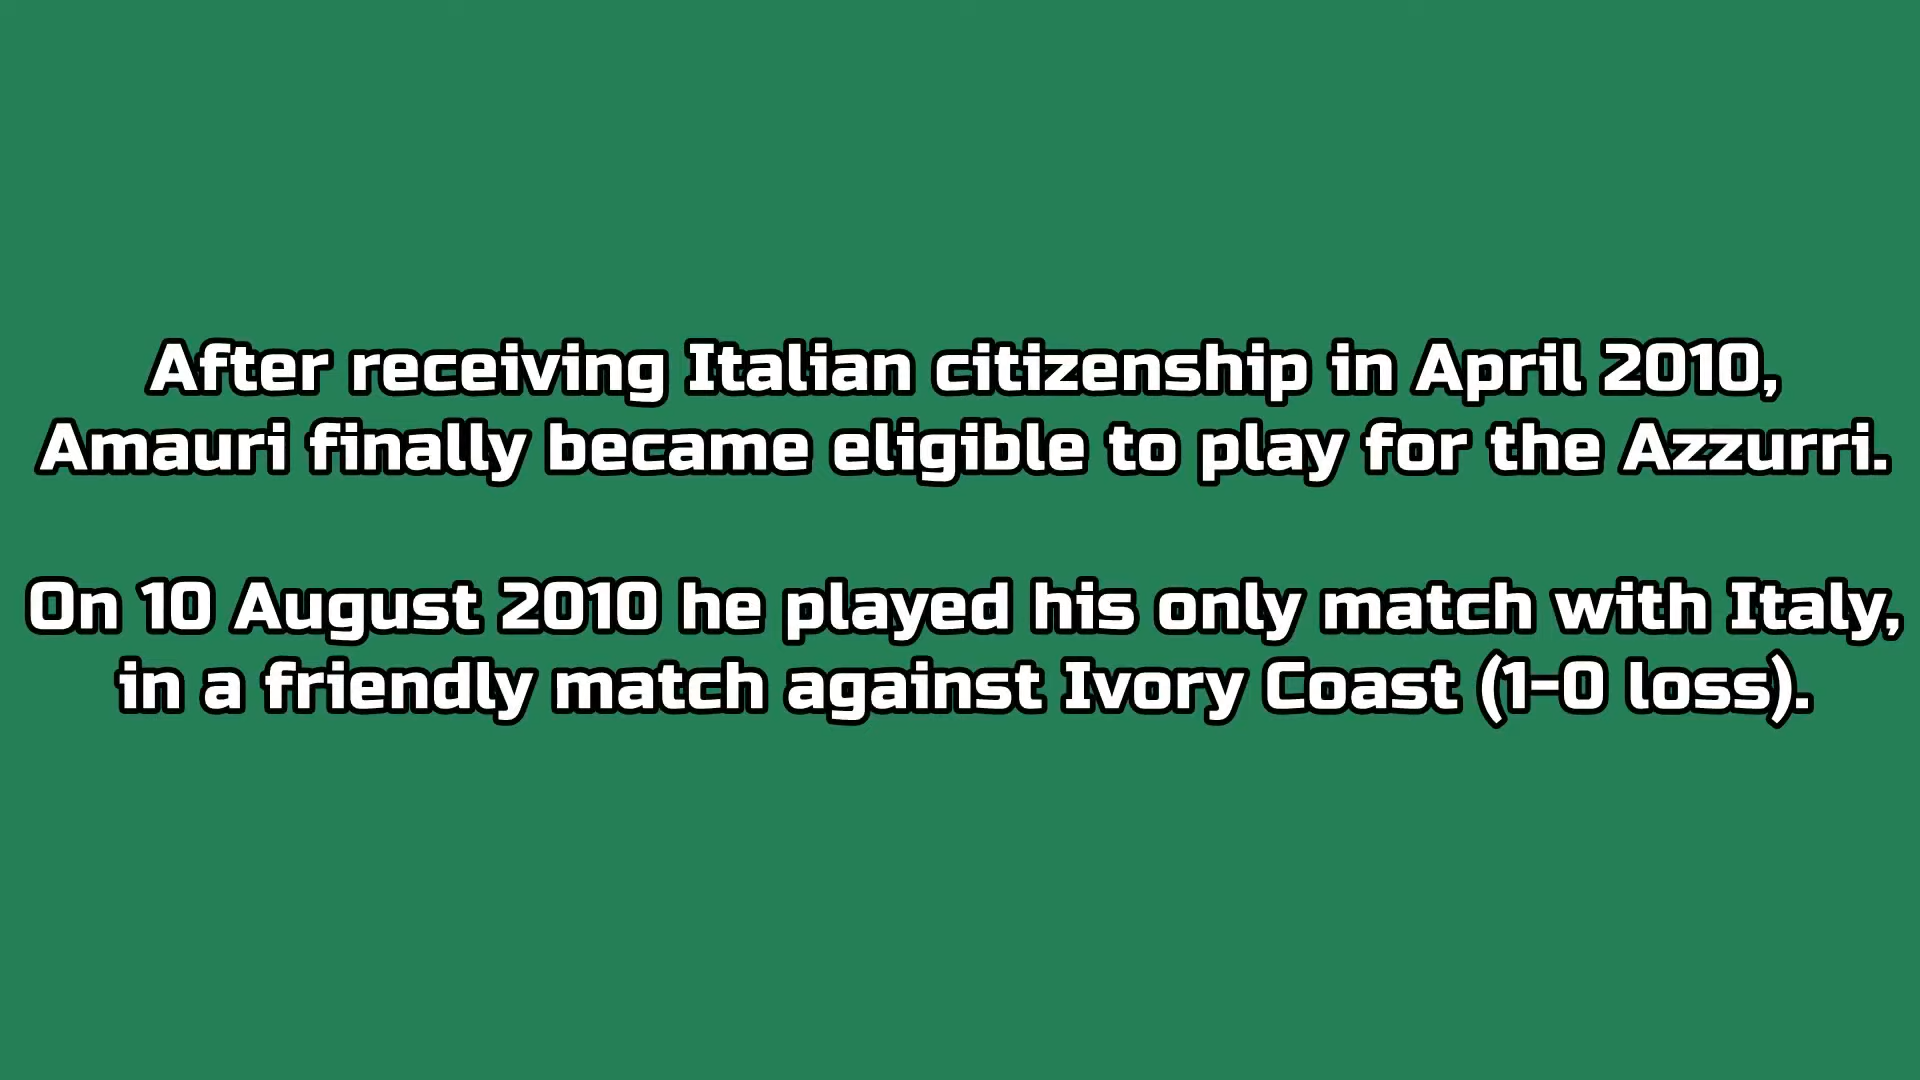 After receiving Italian citizenship in April 2010,
Amauri finally became eligible to play for the Azzurri.
On 10 August 2010 he played his only match with Italy,
in a friendly match against Ivory Coast (1-0 loss).